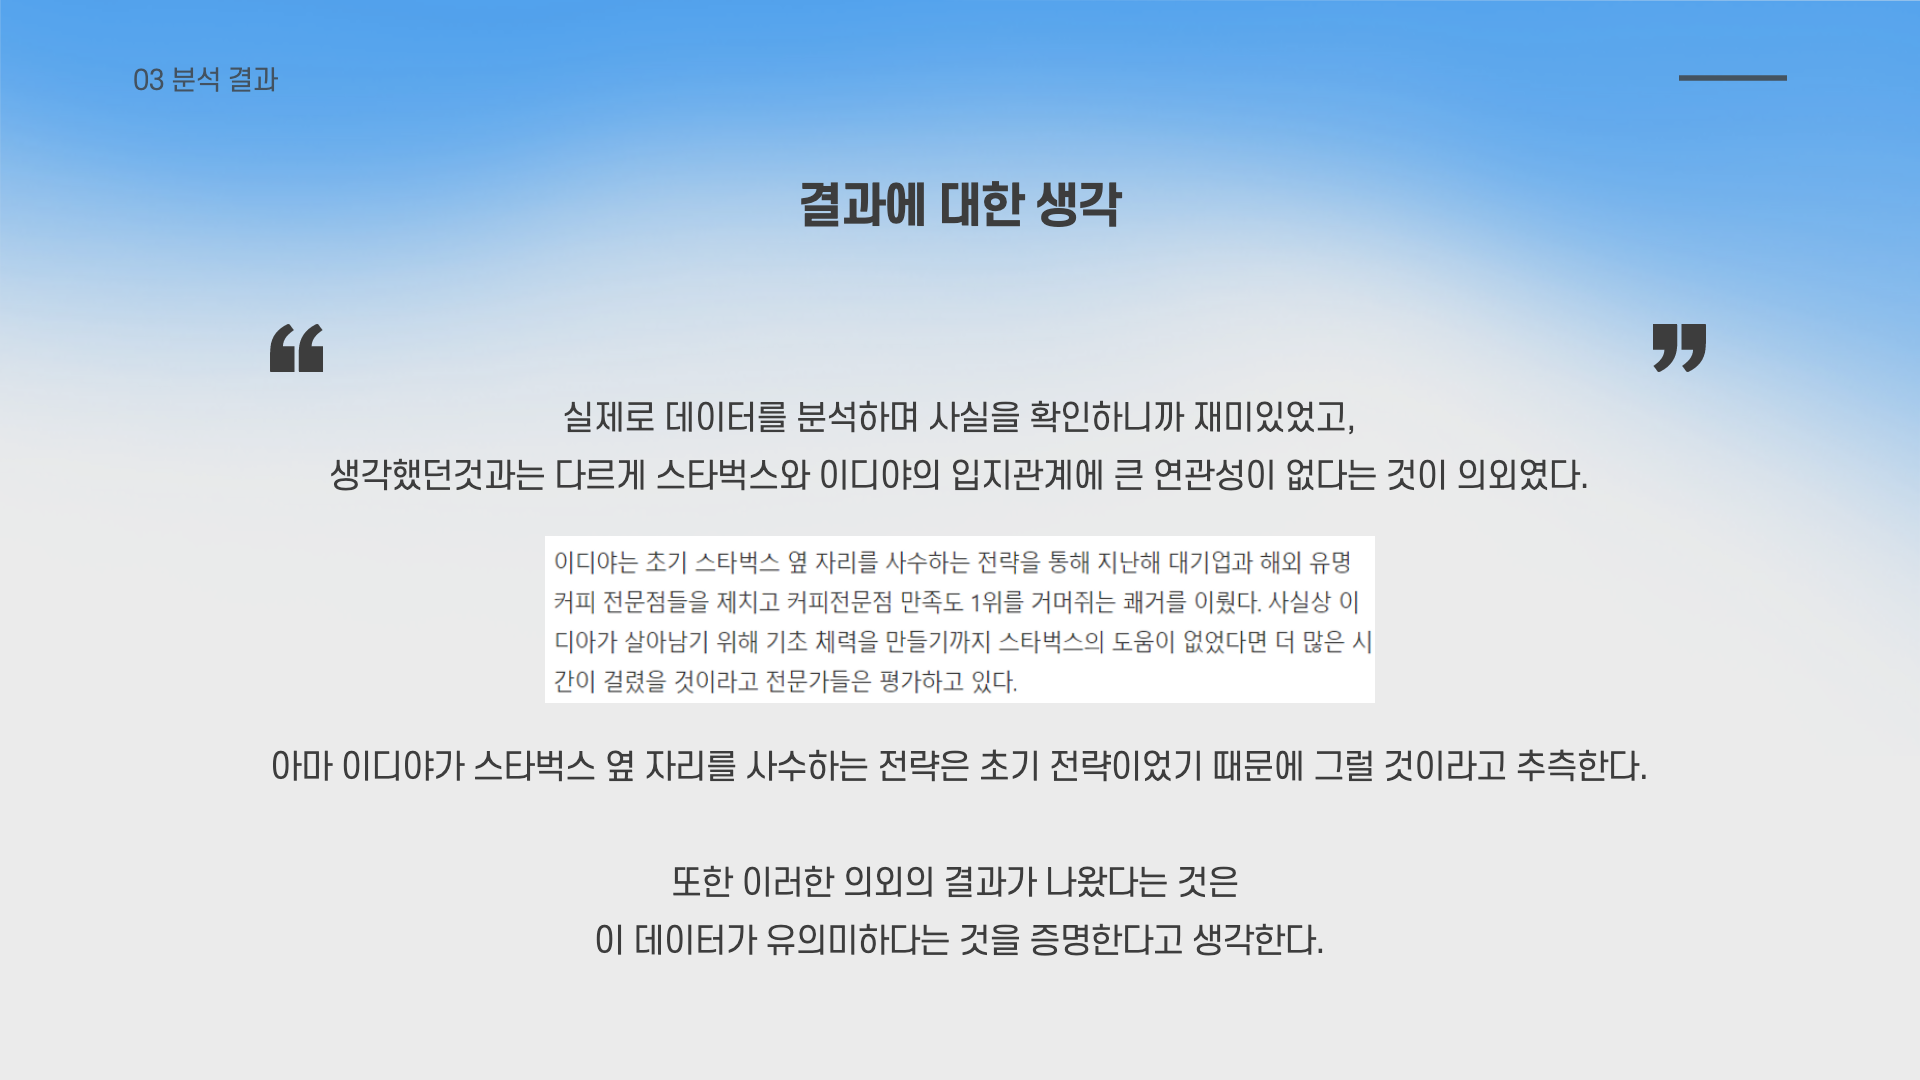 03 분석 결과
결과에 대한 생각
“ ”
실제로 데이터를 분석하며 사실을 확인하니까 재미있었고,
생각했던것과는 다르게 스타벅스와 이디야의 입지관계에 큰 연관성이 없다는 것이 의외였다.
이디야는 초기 스타벅스 옆 자리를 사수하는 전략을 통해 지난해 대기업과 해외 유명
커피 전문점들을 제치고 커피전문점 만족도 1위를 거머쥐는 쾌거를 이뤘다. 사실상 이
디아가 살아남기 위해 기초 체력을 만들기까지 스타벅스의 도움이 없었다면 더 많은 시
간이 걸렸을 것이라고 전문가들은 평가하고 있다.
아마 이디야가 스타벅스 옆 자리를 사수하는 전략은 초기 전략이었기 때문에 그럴 것이라고 추측한다.
또한 이러한 의외의 결과가 나왔다는 것은
이 데이터가 유의미하다는 것을 증명한다고 생각한다.